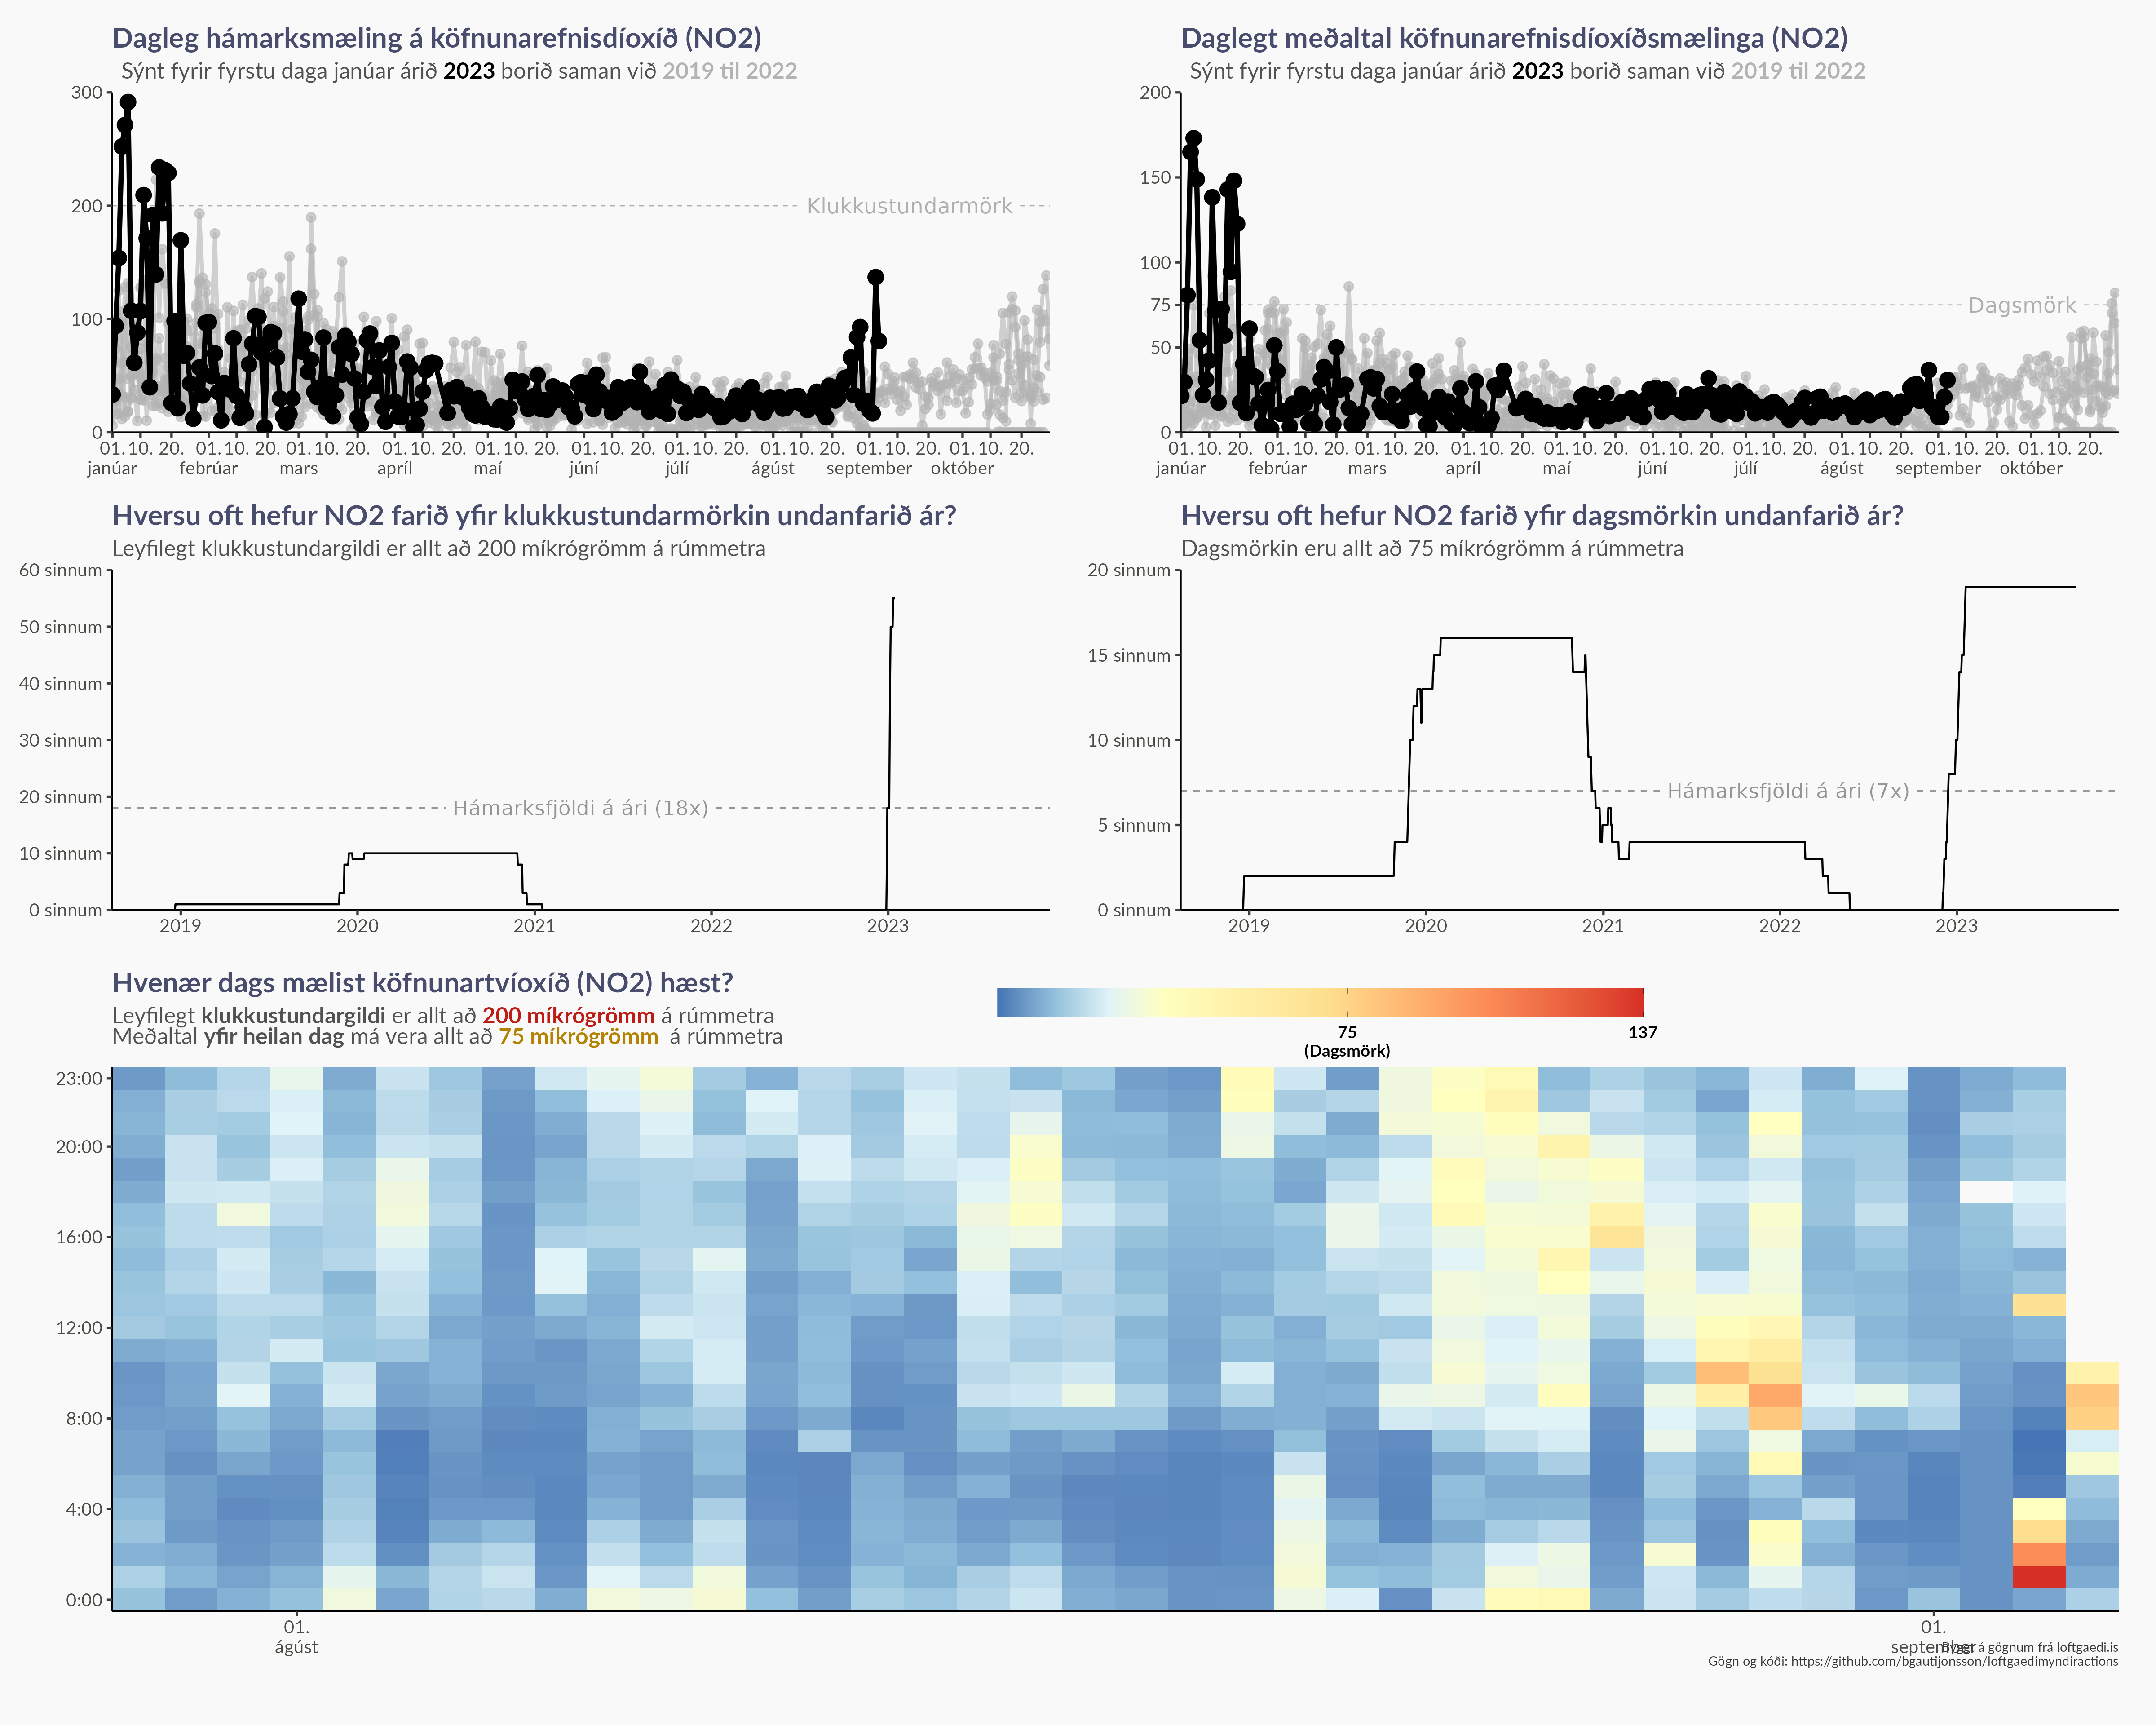 Dagleg hámarksmæling á köfnunarefnisdíoxíð (NO2)
Sýnt fyrir fyrstu daga janúar árið 2023 borið saman við 2019 til 2022
300
200
100
0
Klukkustundarmörk
01. 10. 20. 01. 10. 20. 01. 10. 20. 01. 10. 20. 01. 10. 20. 01. 10. 20. 01. 10. 20. 01. 10. 20. 01. 10. 20. 01. 10. 20.
janúar febrúar mars apríl maí júní júlí ágúst september október
Daglegt meðaltal köfnunarefnisdíoxíðsmælinga (NO2)
Sýnt fyrir fyrstu daga janúar árið 2023 borið saman við 2019 til 2022
200
150
100
75
50
0
Dagsmörk
01. 10. 20. 01. 10. 20. 01. 10. 20. 01. 10. 20. 01. 10. 20. 01. 10. 20. 01. 10. 20. 01. 10. 20. 01. 10. 20. 01. 10. 20.
janúar febrúar mars apríl maí júní júlí ágúst september október
Hversu oft hefur NO2 farið yfir klukkustundarmörkin undanfarið ár?
Leyfilegt klukkustundargildi er allt að 200 míkrógrömm á rúmmetra
60 sinnum
50 sinnum
40 sinnum
30 sinnum
20 sinnum
10 sinnum
0 sinnum
Hámarksfjöldi á ári (18x)
2019 2020 2021 2022 2023
Hversu oft hefur NO2 farið yfir dagsmörkin undanfarið ár?
Dagsmörkin eru allt að 75 míkrógrömm á rúmmetra
20 sinnum
15 sinnum
10 sinnum
5 sinnum
0 sinnum
Hámarksfjöldi á ári (7x)
2019 2020 2021 2022 2023
Hvenær dags mælist köfnunartvíoxíð (NO2) hæst?
Leyfilegt klukkustundargildi er allt að 200 míkrógrömm á rúmmetra
Meðaltal yfir heilan dag má vera allt að 75 míkrógrömm á rúmmetra
75 137
(Dagsmörk)
23:00
20:00
16:00
12:00
8:00
4:00
0:00
01. 01.
ágúst september
á gögnum frá loftgaedi.is
Gögn og kóði: https://github.com/bgautijonsson/loftgaedimyndiractions